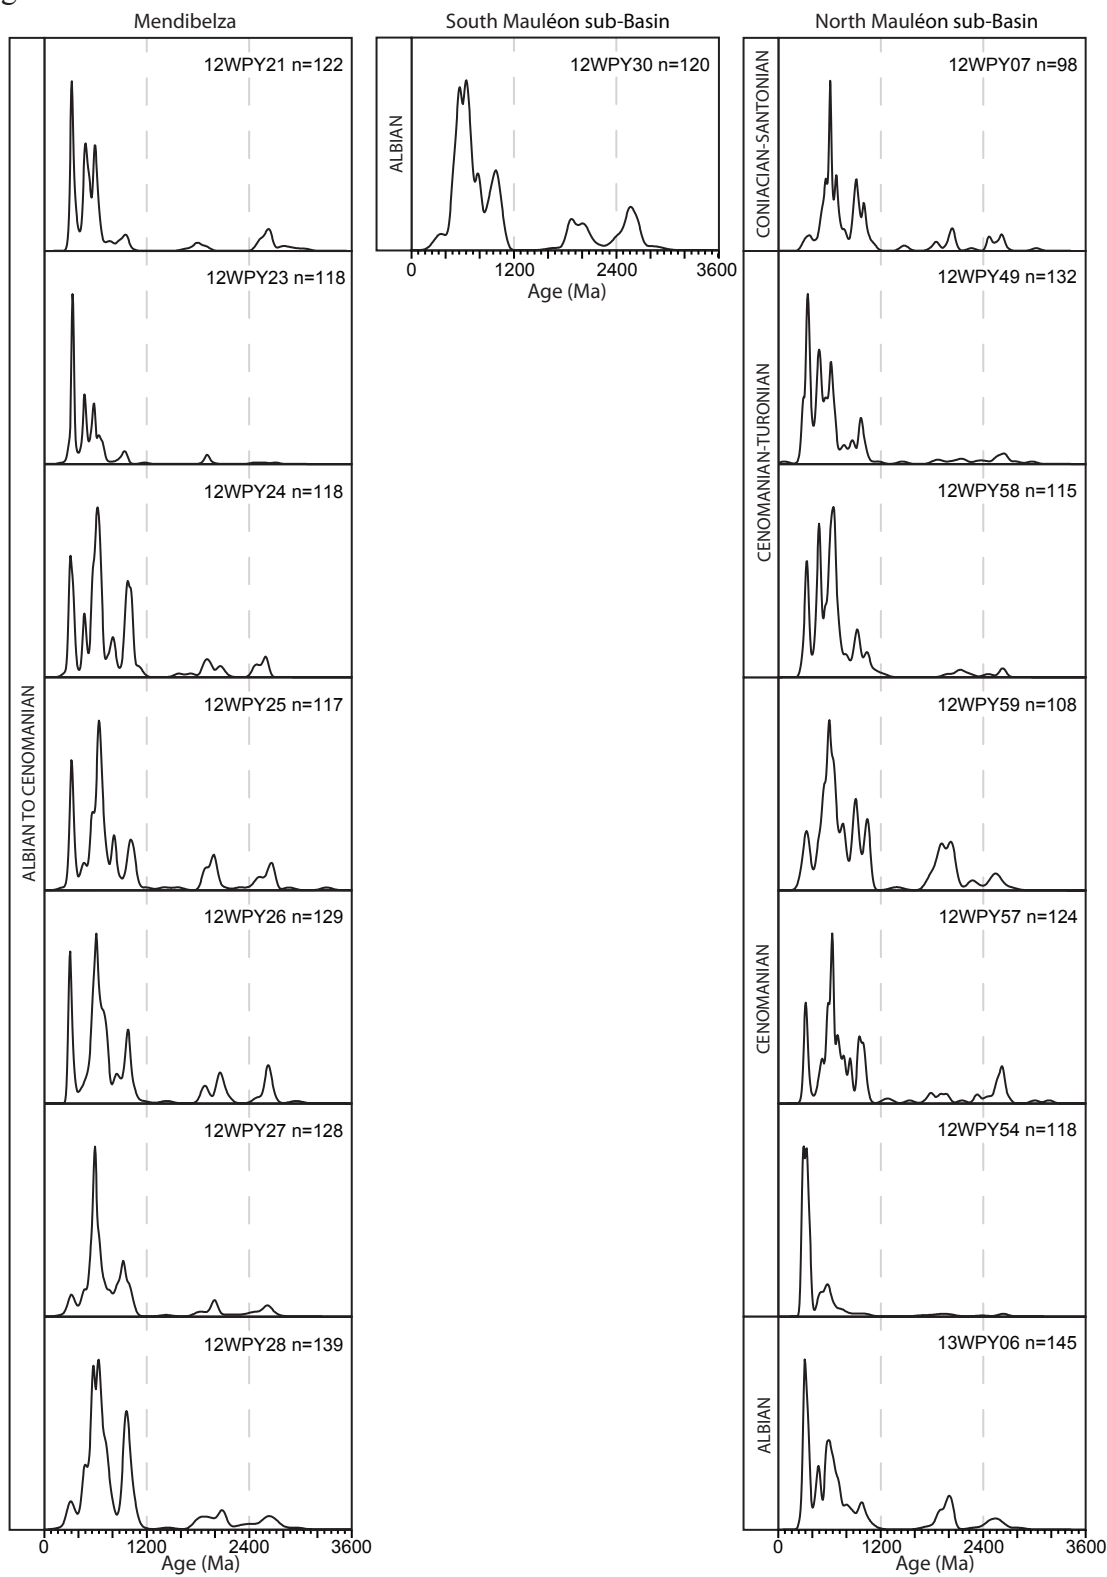 Mendibelza
ALBIAN TO CENOMANIAN
12WPY21 n=122
12WPY23 n=118
12WPY24 n=118
12WPY25 n=117
12WPY26 n=129
12WPY27 n=128
12WPY28 n=139
0 1200 2400 3600
Age (Ma)
South Mauléon sub-Basin
ALBIAN
12WPY30 n=120
0 1200 2400 3600
Age (Ma)
North Mauléon sub-Basin
CONIACIAN-SANTONIAN
12WPY07 n=98
CENOMANIAN-TURONIAN
12WPY49 n=132
12WPY58 n=115
CENOMANIAN
12WPY59 n=108
12WPY57 n=124
12WPY54 n=118
ALBIAN
13WPY06 n=145
0 1200 2400 3600
Age (Ma)